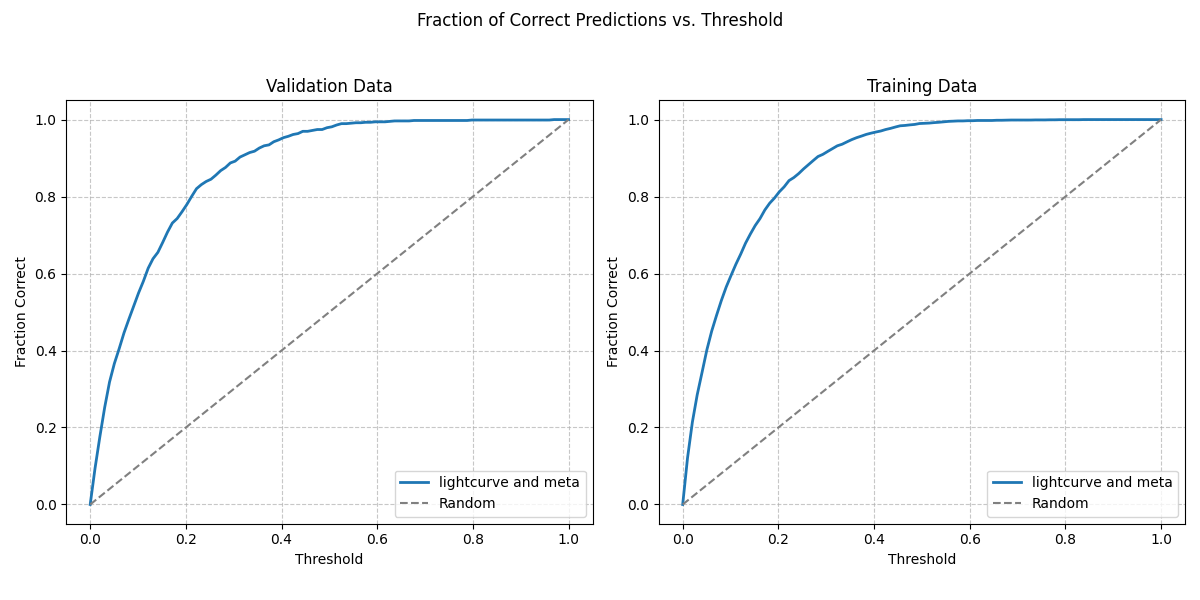 Fraction of Correct Predictions vs. Threshold
Validation Data
Fraction Correct
1.0
0.8
0.6
0.4
0.2
0.0
0.0 0.2 0.4 0.6 0.8 1.0
Threshold
lightcurve and meta
Random
Training Data
Fraction Correct
1.0
0.8
0.6
0.4
0.2
0.0
0.0 0.2 0.4 0.6 0.8 1.0
Threshold
lightcurve and meta
Random